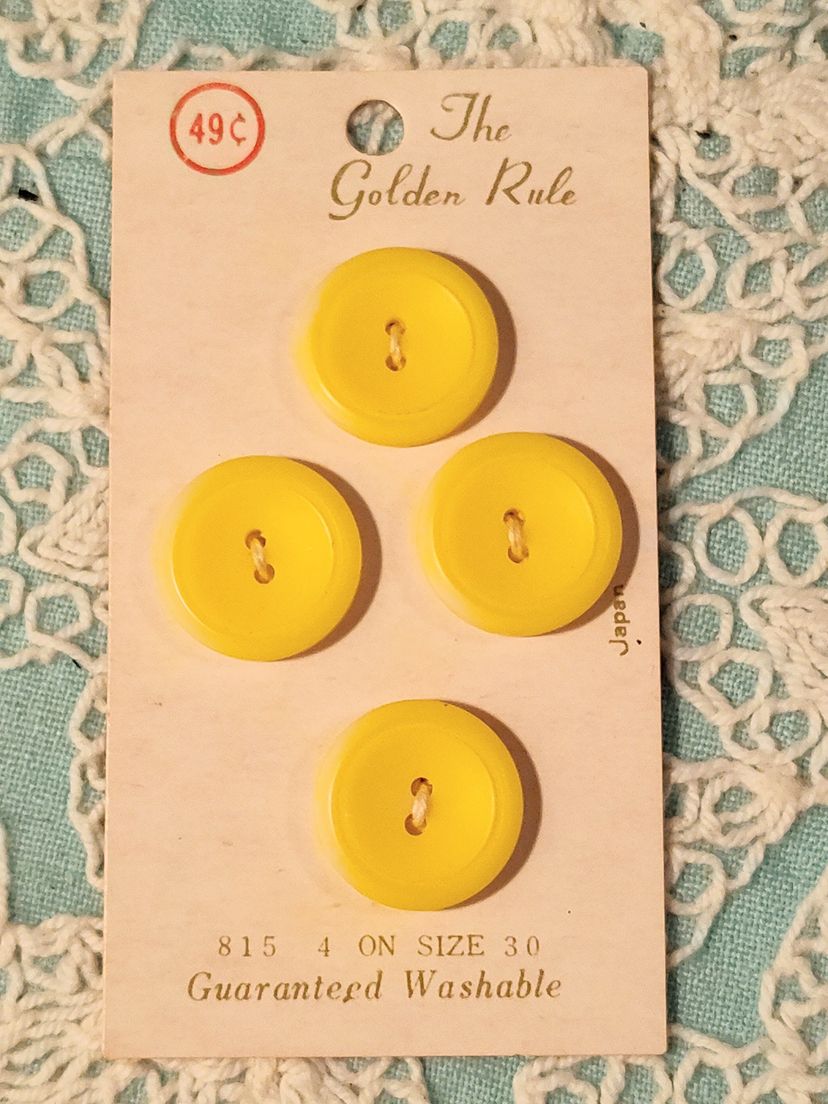 49¢
The
Golden Rule
Japan
815 4 ON SIZE 30
Guaranteed Washable